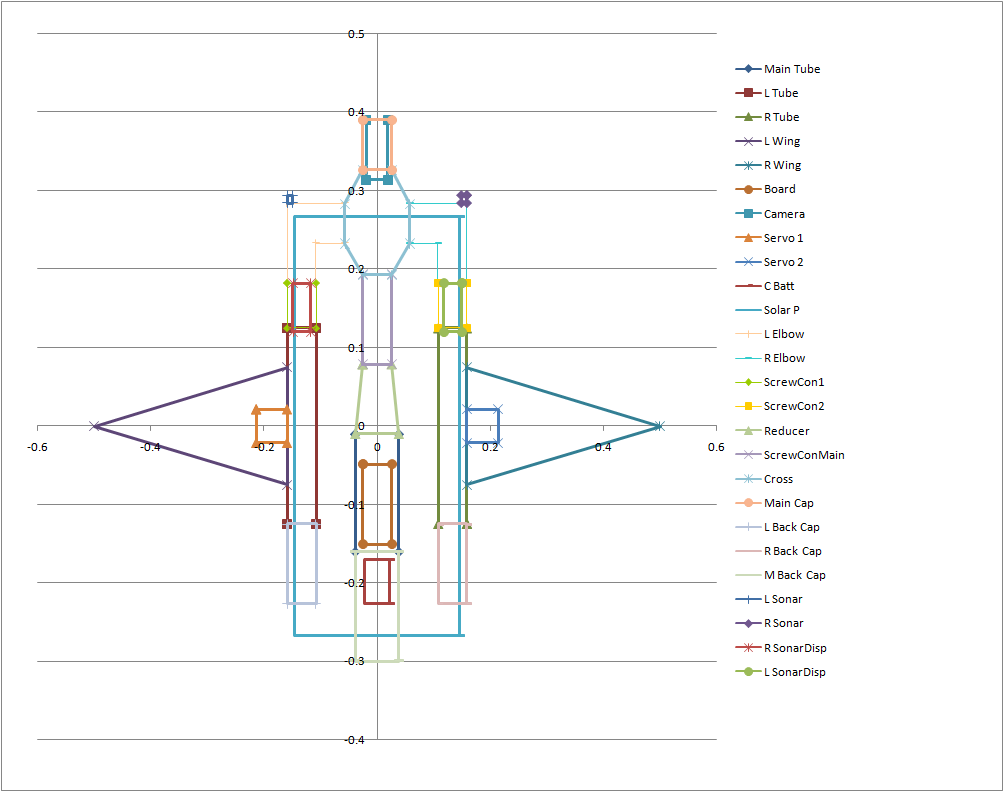 0.5
0.4
0.3
0.2
0.1
0
-0.6
-0.4
-0.2
0
0.2
0.4
0.6
-0.1
-0.2
-0.3
-0.4
Main Tube
L Tube
R Tube
L Wing
R Wing
Board
Camera
Servo 1
Servo 2
C Batt
Solar P
L Elbow
R Elbow
ScrewCon1
ScrewCon2
Reducer
ScrewConMain
Cross
Main Cap
L Back Cap
R Back Cap
M Back Cap
L Sonar
R Sonar
R SonarDisp
L SonarDisp